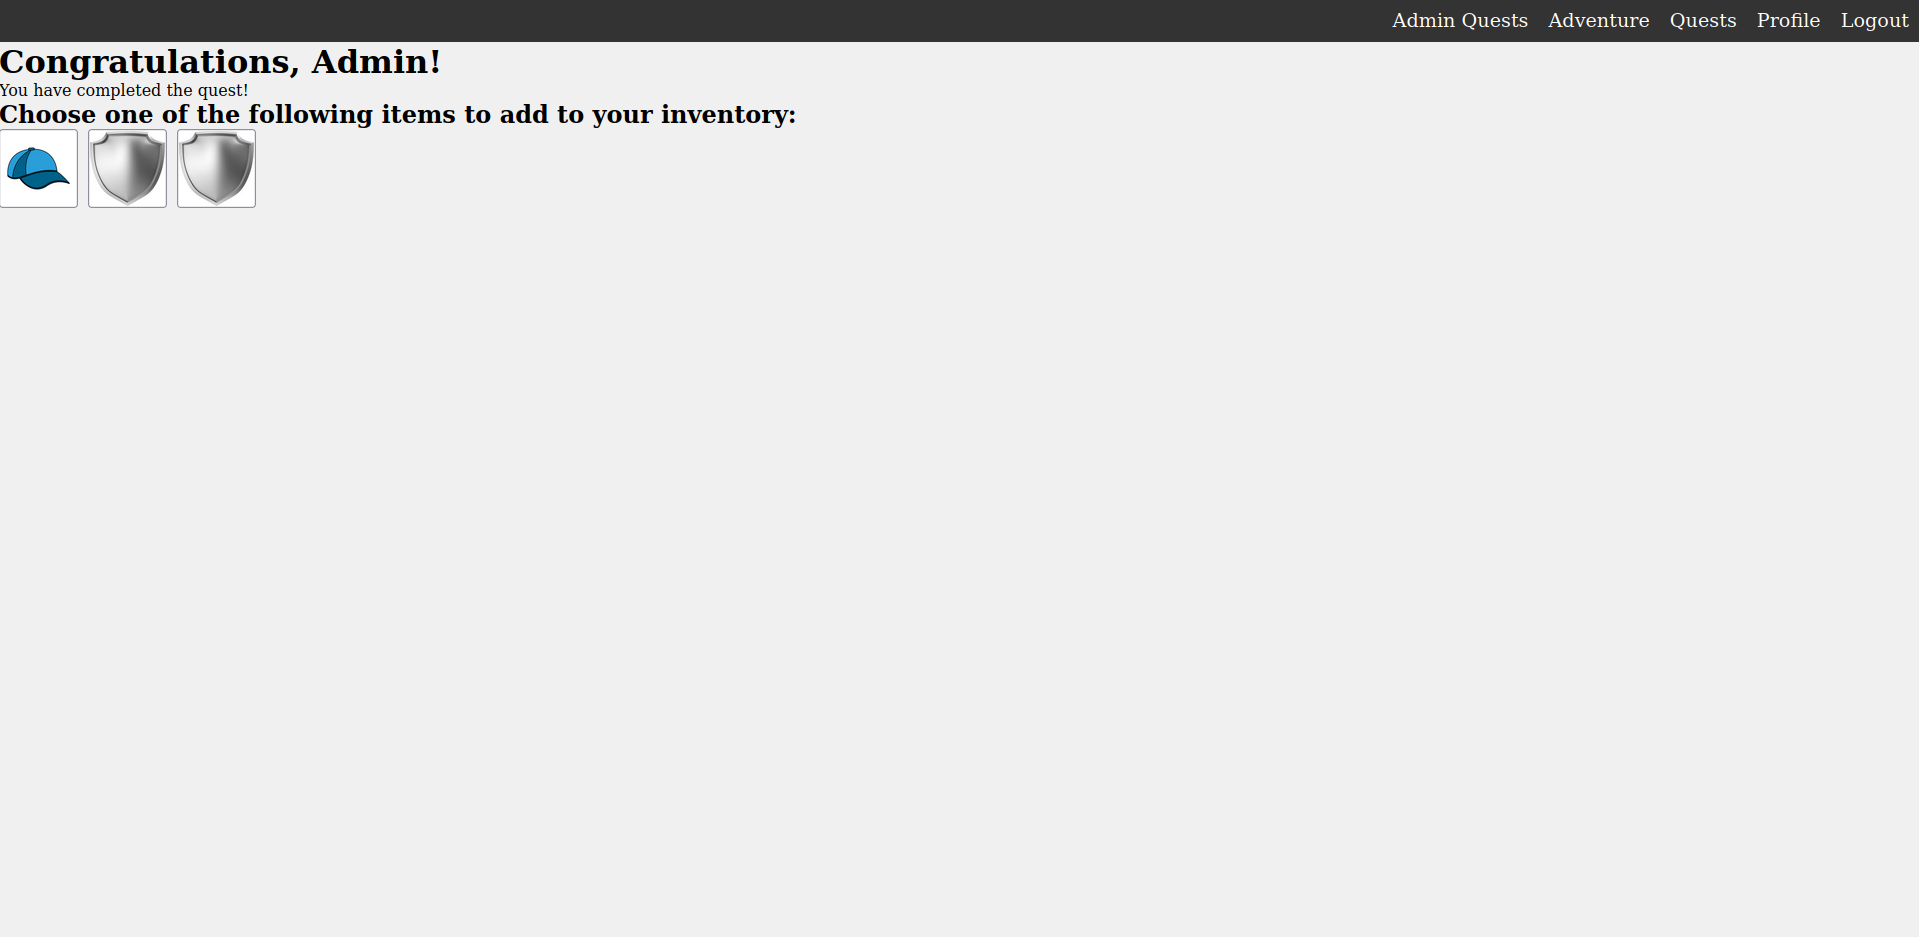 Admin Quests Adventure Quests Profile Logout
Congratulations, Admin!
You have completed the quest!
Choose one of the following items to add to your inventory: